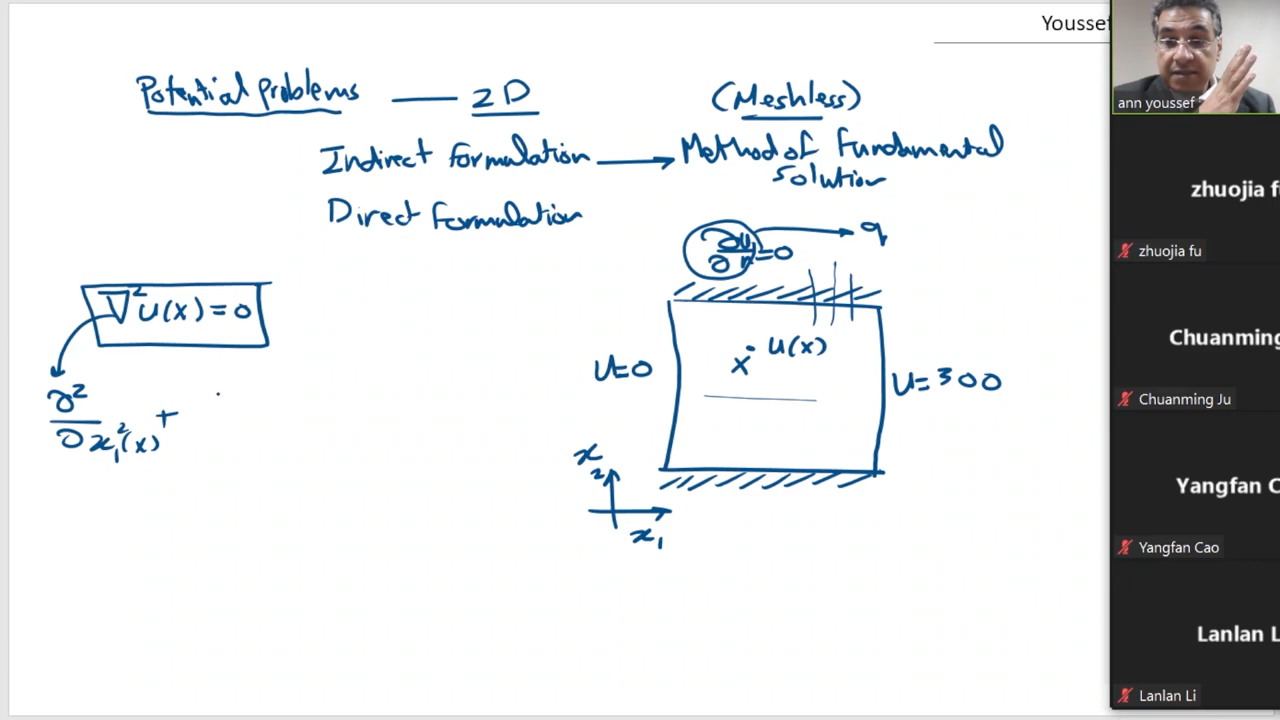 Youssef
Potential problems — 2D
(Meshless)
Indirect formulation → Method of Fundamental
Solution
Direct formulation
∂u/∂n=0 → q
∇²u(x)=0
x u(x)
u=0
u=300
∂²/∂x₁²(x) +
x₂
x₁
ann youssef
zhuojia f
zhuojia fu
Chuanming
Chuanming Ju
Yangfan C
Yangfan Cao
Lanlan L
Lanlan Li